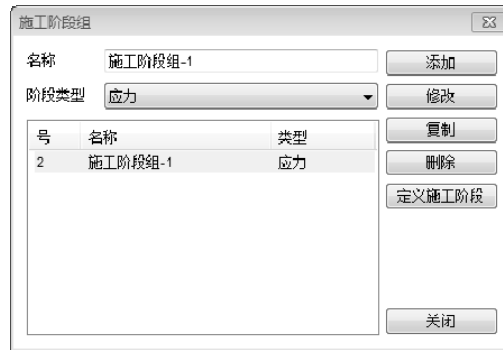 施工阶段组
名称 施工阶段组-1 添加
阶段类型 应力 修改
号 名称 类型 复制
2 施工阶段组-1 应力 删除
定义施工阶段
关闭